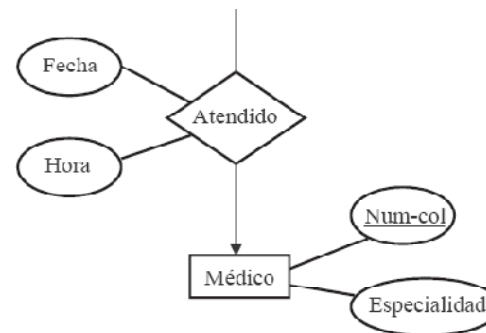 Fecha
Atendido
Hora
Num-col
Médico
Especialidad